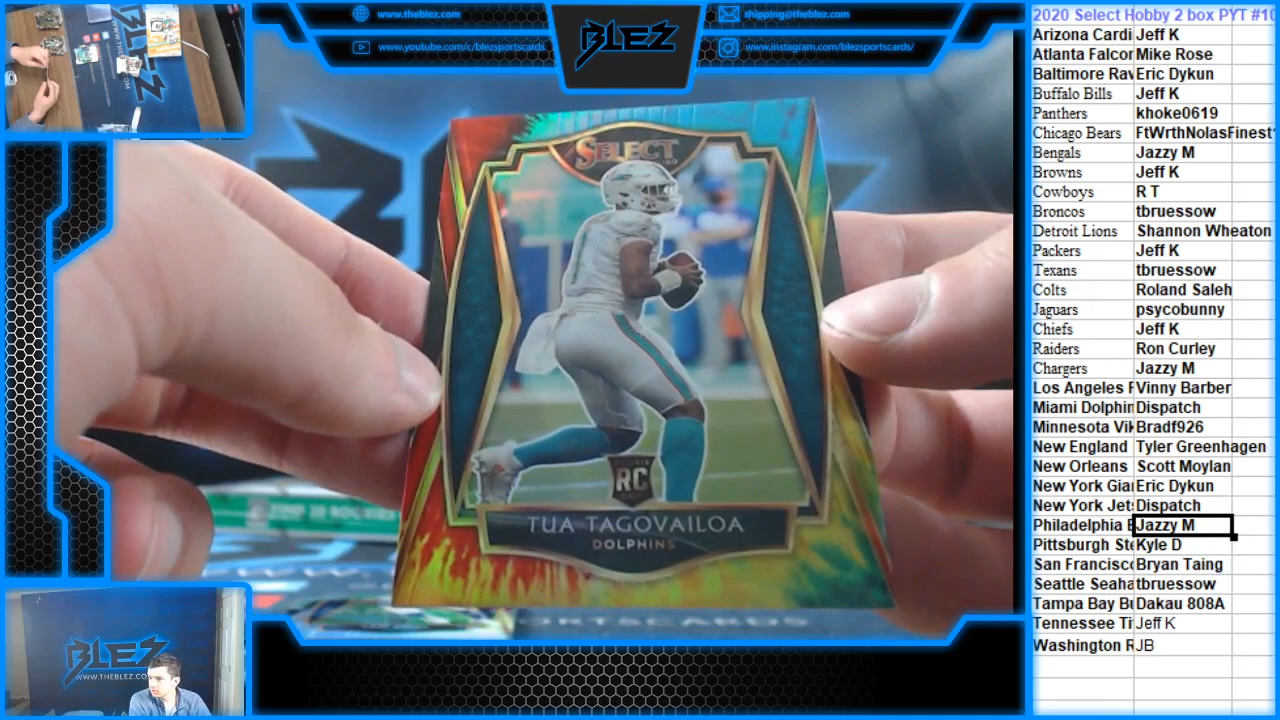 www.theblez.com
shipping@theblez.com
www.youtube.com/c/blezsportscards
www.instagram.com/blezsportscards/
BLEZ
SELECT
RC
TUA TAGOVAILOA
DOLPHINS
BLEZ
WWW.THEBLEZ.COM
2020 Select Hobby 2 box PYT #10
Arizona Cardi Jeff K
Atlanta Falcor Mike Rose
Baltimore Rav Eric Dykun
Buffalo Bills Jeff K
Panthers khoke0619
Chicago Bears FtWrthNolasFinest
Bengals Jazzy M
Browns Jeff K
Cowboys R T
Broncos tbruessow
Detroit Lions Shannon Wheaton
Packers Jeff K
Texans tbruessow
Colts Roland Saleh
Jaguars psycobunny
Chiefs Jeff K
Raiders Ron Curley
Chargers Jazzy M
Los Angeles F Vinny Barber
Miami Dolphin Dispatch
Minnesota Vik Bradf926
New England Tyler Greenhagen
New Orleans Scott Moylan
New York Gian Eric Dykun
New York Jets Dispatch
Philadelphia E Jazzy M
Pittsburgh Ste Kyle D
San Francisco Bryan Taing
Seattle Seaha tbruessow
Tampa Bay Bu Dakau 808A
Tennessee Ti Jeff K
Washington R JB